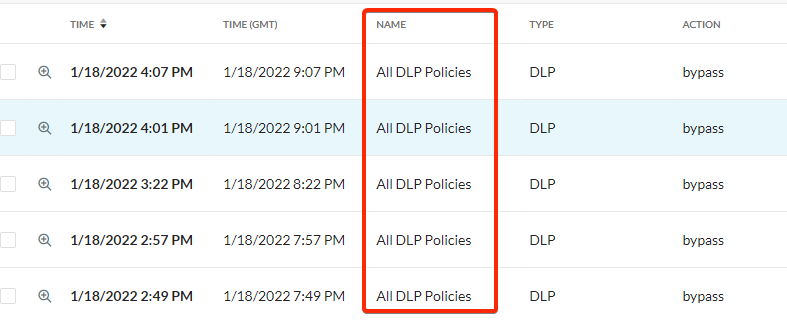 TIME TIME (GMT) NAME TYPE ACTION
1/18/2022 4:07 PM 1/18/2022 9:07 PM All DLP Policies DLP bypass
1/18/2022 4:01 PM 1/18/2022 9:01 PM All DLP Policies DLP bypass
1/18/2022 3:22 PM 1/18/2022 8:22 PM All DLP Policies DLP bypass
1/18/2022 2:57 PM 1/18/2022 7:57 PM All DLP Policies DLP bypass
1/18/2022 2:49 PM 1/18/2022 7:49 PM All DLP Policies DLP bypass